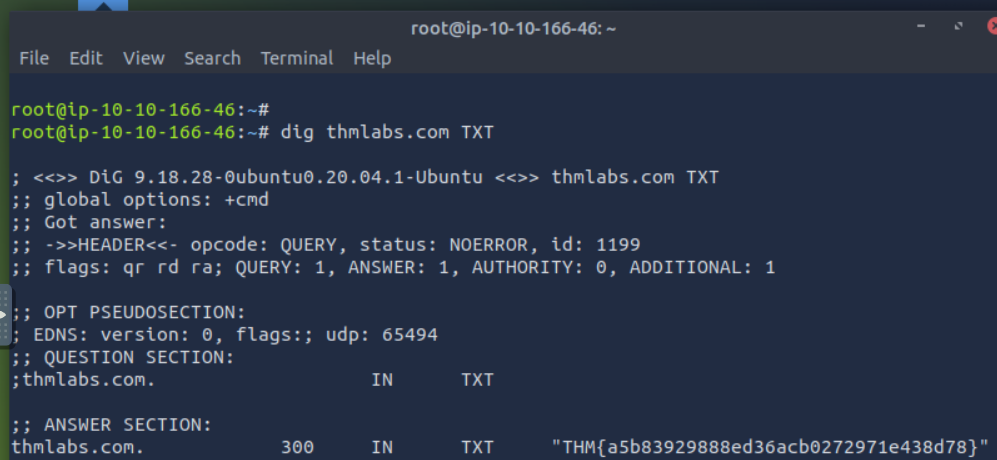 root@ip-10-10-166-46: ~
File Edit View Search Terminal Help
root@ip-10-10-166-46:~#
root@ip-10-10-166-46:~# dig thmlabs.com TXT
; <<>> DiG 9.18.28-0ubuntu0.20.04.1-Ubuntu <<>> thmlabs.com TXT
;; global options: +cmd
;; Got answer:
;; ->>HEADER<<- opcode: QUERY, status: NOERROR, id: 1199
;; flags: qr rd ra; QUERY: 1, ANSWER: 1, AUTHORITY: 0, ADDITIONAL: 1
;; OPT PSEUDOSECTION:
; EDNS: version: 0, flags:; udp: 65494
;; QUESTION SECTION:
;thmlabs.com. IN TXT
;; ANSWER SECTION:
thmlabs.com. 300 IN TXT "THM{a5b83929888ed36acb0272971e438d78}"